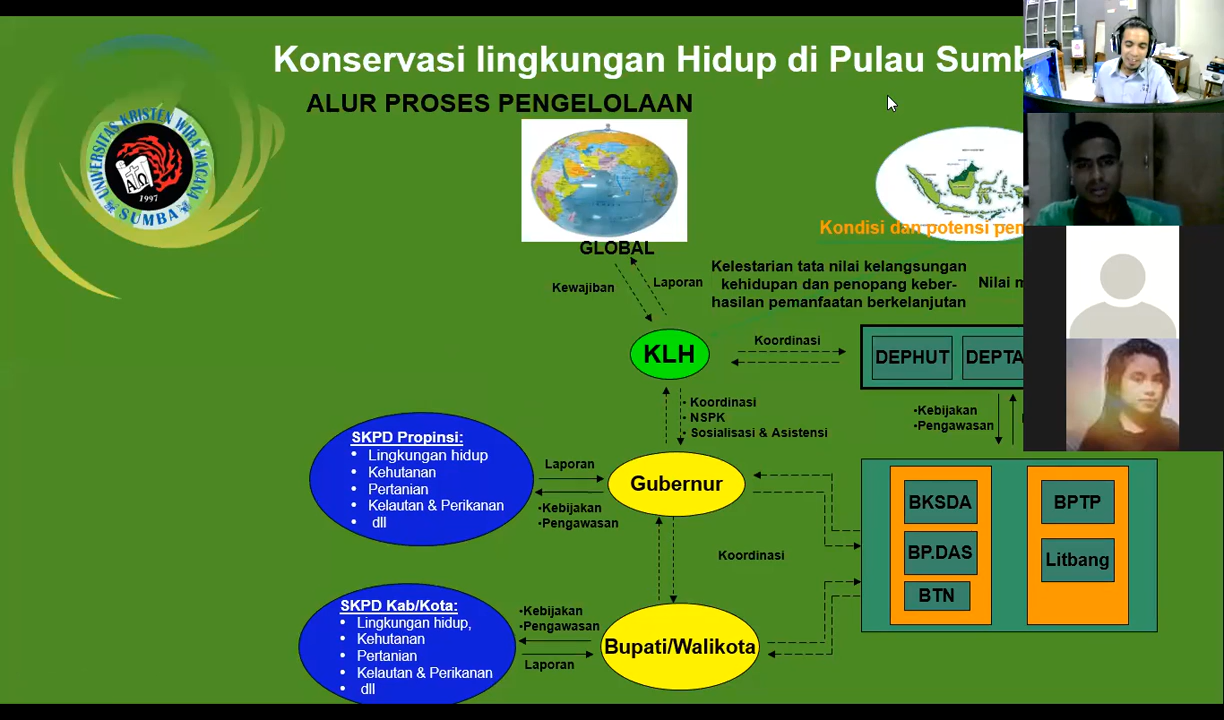 Konservasi lingkungan Hidup di Pulau Sumb
ALUR PROSES PENGELOLAAN
UNIVERSITAS KRISTEN WIRA WACANA
1997
SUMBA
GLOBAL
Kondisi dan potensi pen
Kewajiban
Laporan
Kelestarian tata nilai kelangsungan
kehidupan dan penopang keber-
hasilan pemanfaatan berkelanjutan
Nilai m
KLH
Koordinasi
DEPHUT
DEPTA
• Koordinasi
• NSPK
• Sosialisasi & Asistensi
•Kebijakan
•Pengawasan
SKPD Propinsi:
• Lingkungan hidup
• Kehutanan
• Pertanian
• Kelautan & Perikanan
• dll
Laporan
•Kebijakan
•Pengawasan
Gubernur
BKSDA
BP.DAS
BTN
BPTP
Litbang
Koordinasi
SKPD Kab/Kota:
• Lingkungan hidup,
• Kehutanan
• Pertanian
• Kelautan & Perikanan
• dll
•Kebijakan
•Pengawasan
Laporan
Bupati/Walikota